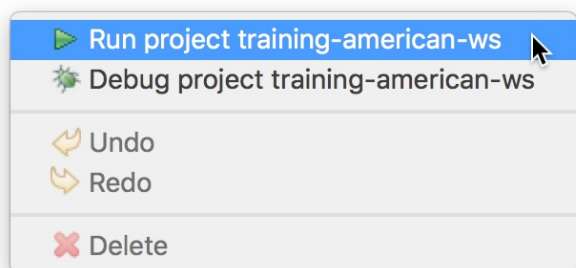 Run project training-american-ws
Debug project training-american-ws
Undo
Redo
Delete